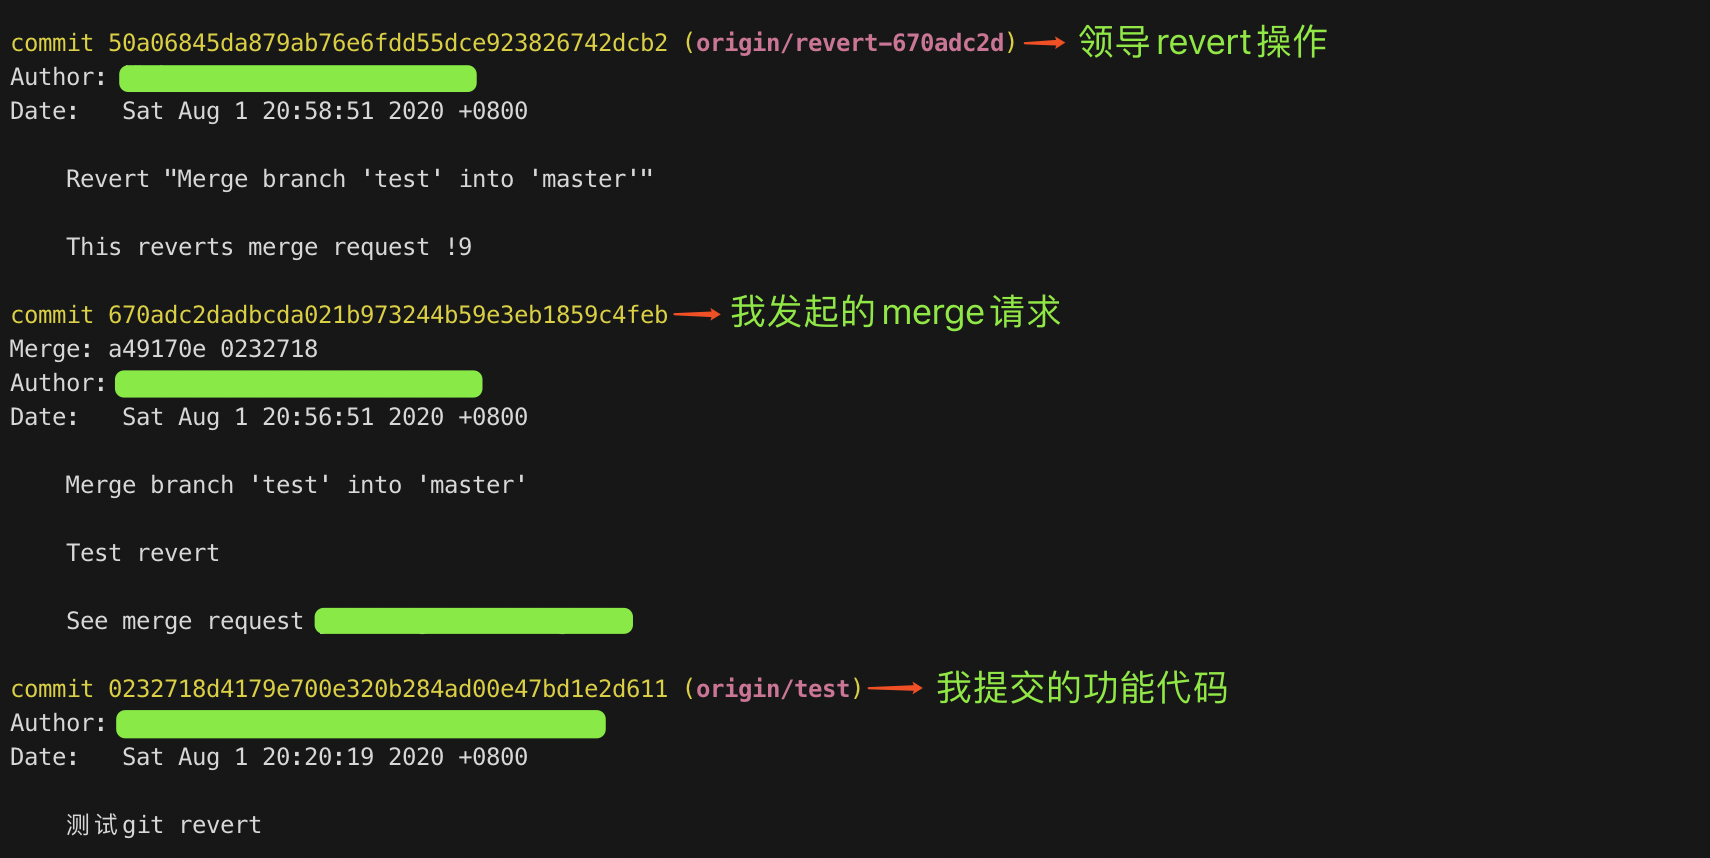 commit 50a06845da879ab76e6fdd55dce923826742dcb2 (origin/revert-670adc2d) 领导revert操作
Author:
Date: Sat Aug 1 20:58:51 2020 +0800
Revert "Merge branch 'test' into 'master'"
This reverts merge request !9
commit 670adc2dadbcda021b973244b59e3eb1859c4feb 我发起的merge请求
Merge: a49170e 0232718
Author:
Date: Sat Aug 1 20:56:51 2020 +0800
Merge branch 'test' into 'master'
Test revert
See merge request
commit 0232718d4179e700e320b284ad00e47bd1e2d611 (origin/test) 我提交的功能代码
Author:
Date: Sat Aug 1 20:20:19 2020 +0800
测试git revert